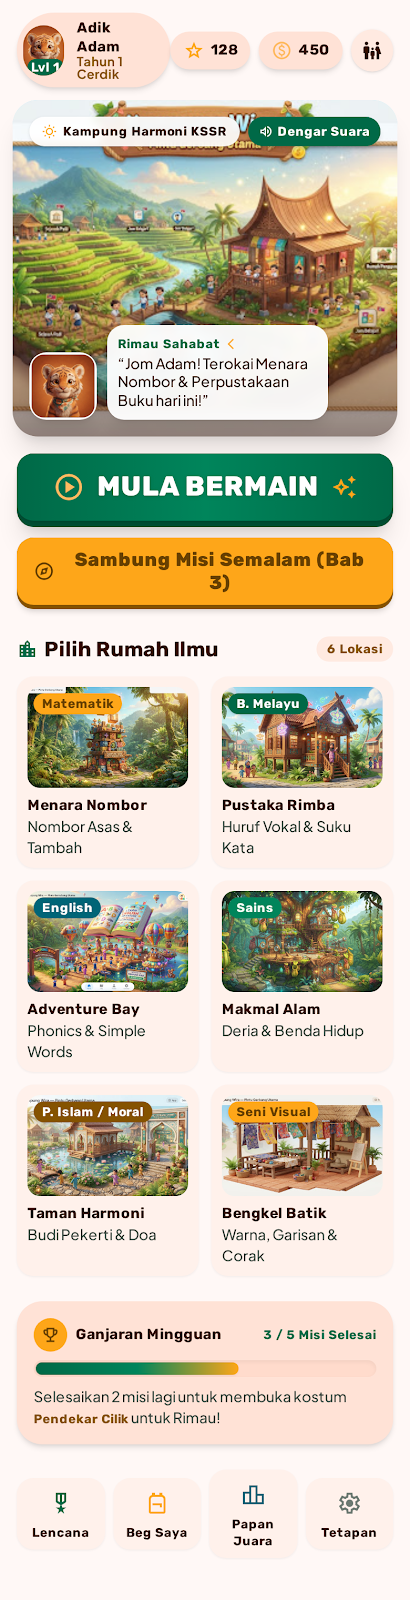 Adik
Adam
Tahun 1
Cerdik
Lvl 1
128
450
Kampung Harmoni KSSR
Dengar Suara
Rimau Sahabat
“Jom Adam! Terokai Menara
Nombor & Perpustakaan
Buku hari ini!”
MULA BERMAIN
Sambung Misi Semalam (Bab
3)
Pilih Rumah Ilmu
6 Lokasi
Matematik
B. Melayu
Menara Nombor
Pustaka Rimba
Nombor Asas &
Tambah
Huruf Vokal & Suku
Kata
English
Sains
Adventure Bay
Makmal Alam
Phonics & Simple
Words
Deria & Benda Hidup
P. Islam / Moral
Seni Visual
Taman Harmoni
Bengkel Batik
Budi Pekerti & Doa
Warna, Garisan &
Corak
Ganjaran Mingguan
3 / 5 Misi Selesai
Selesaikan 2 misi lagi untuk membuka kostum
Pendekar Cilik untuk Rimau!
Lencana
Beg Saya
Papan
Juara
Tetapan